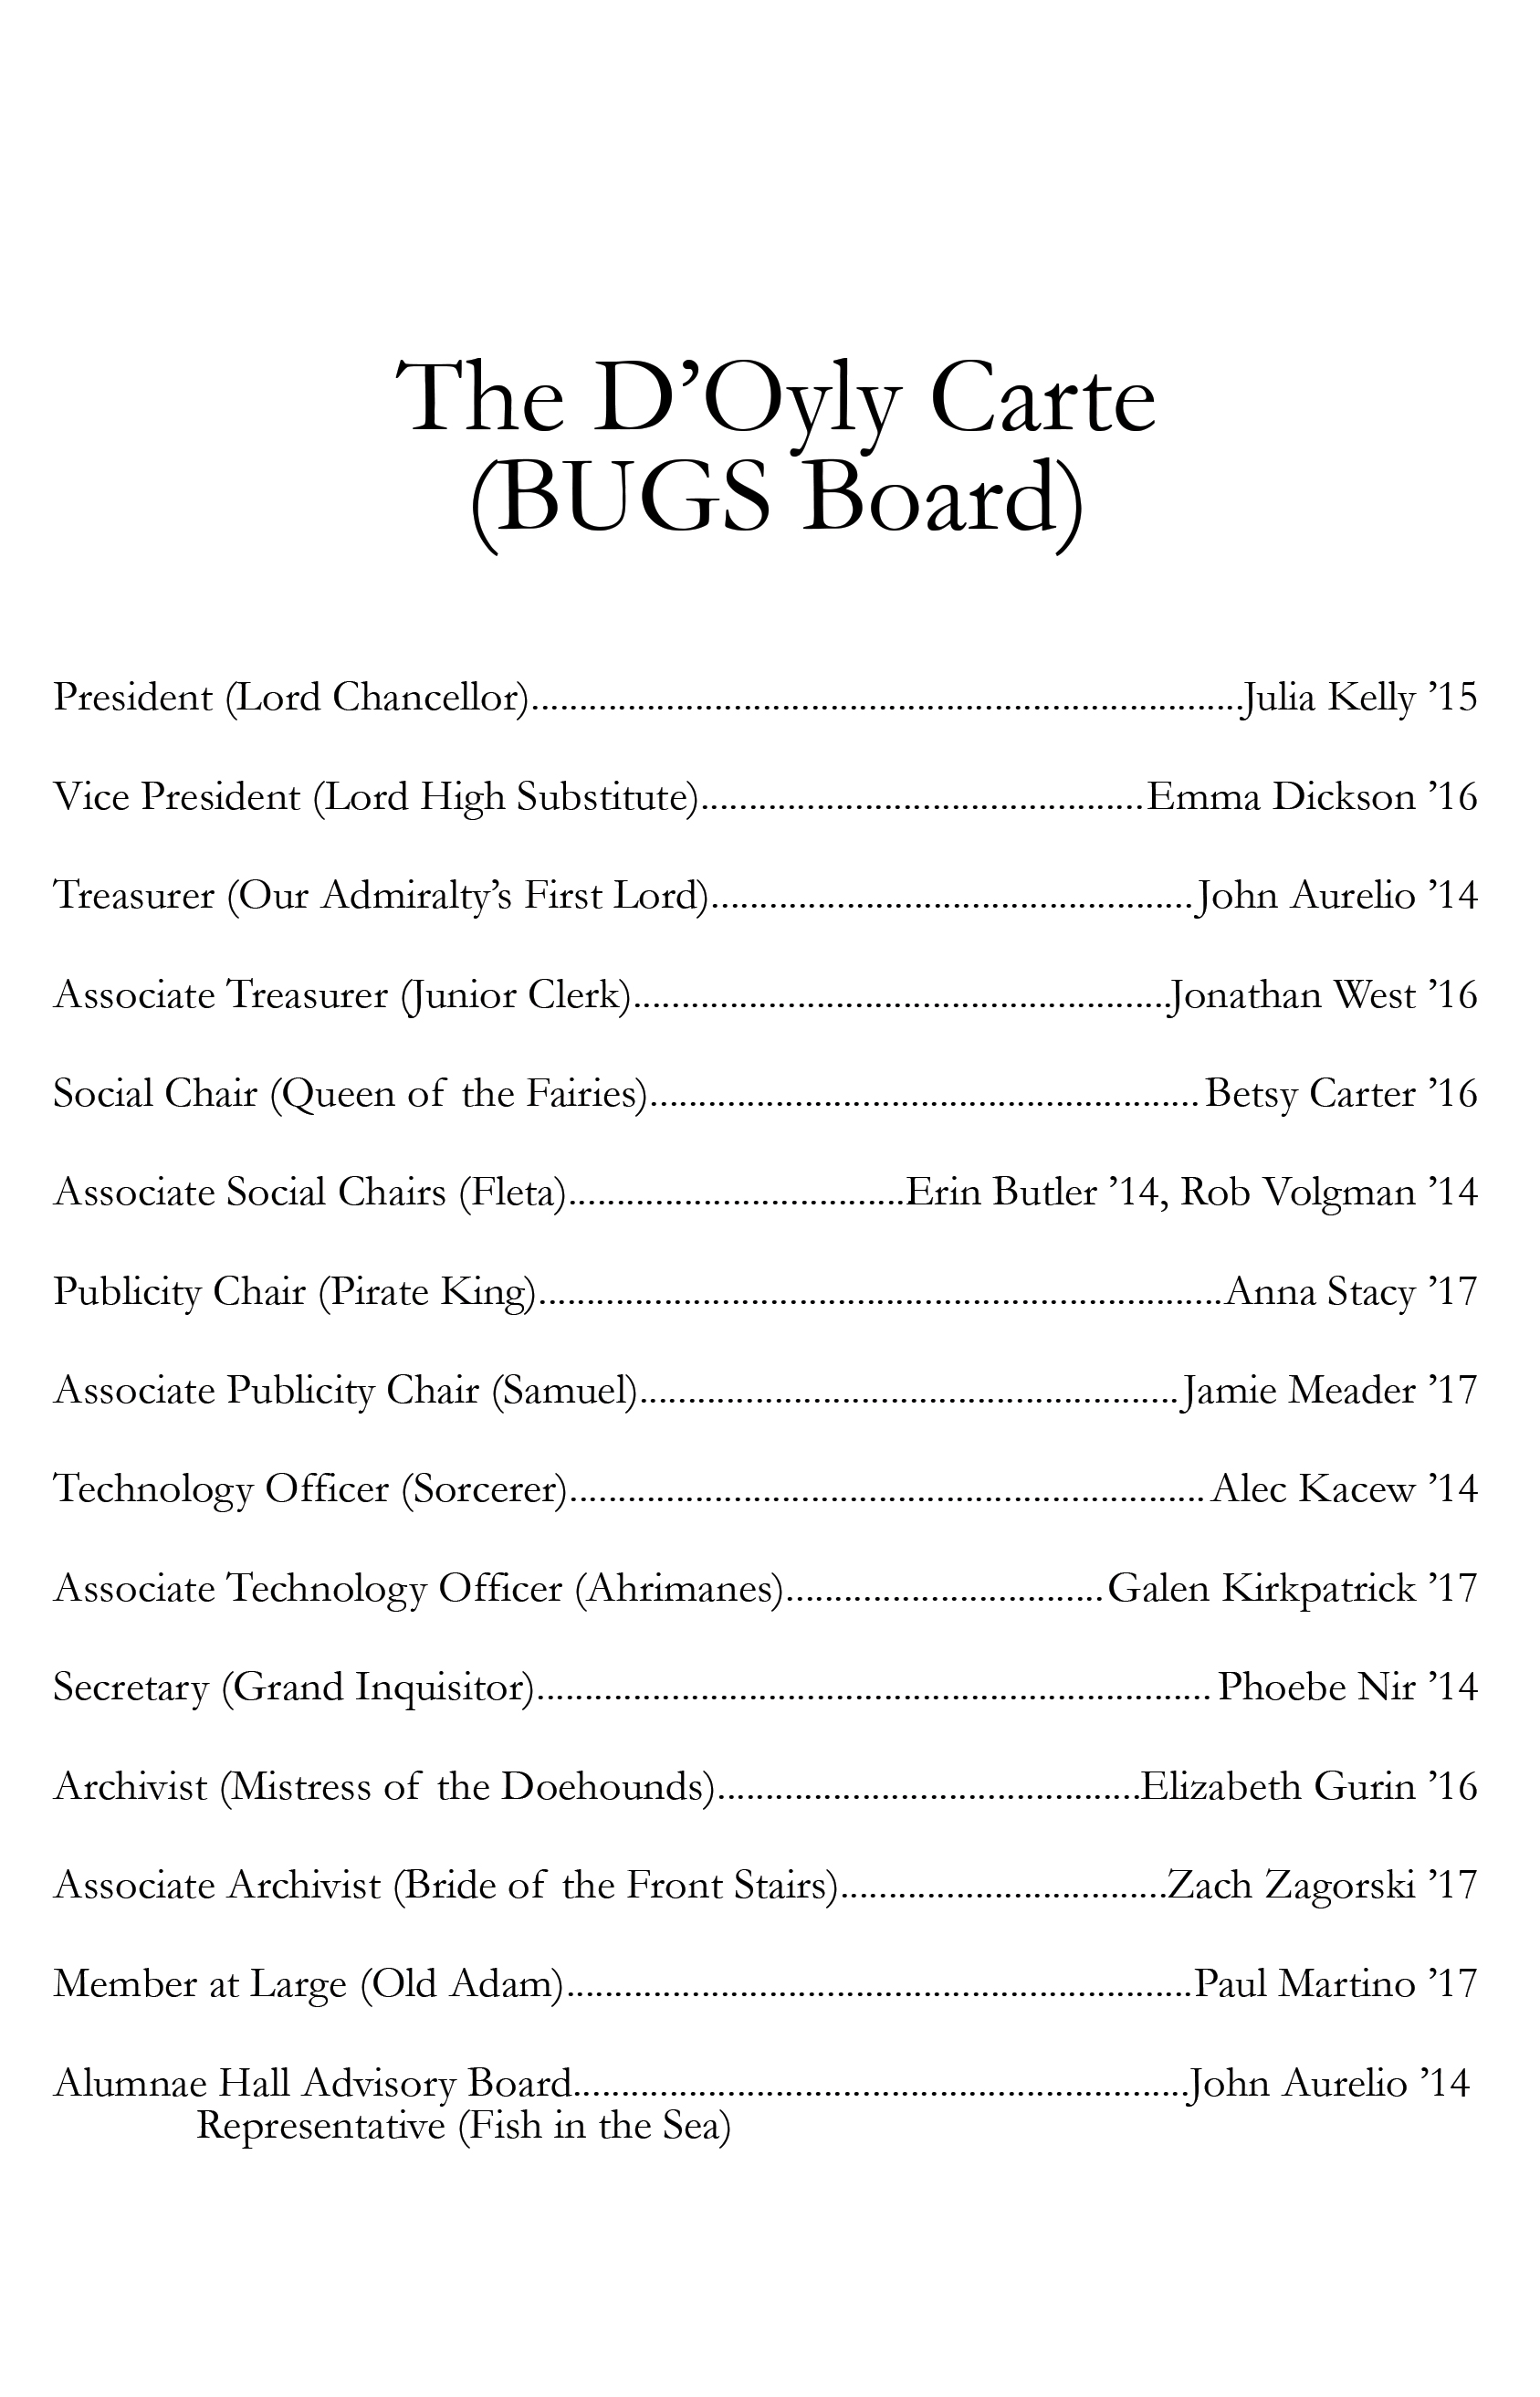 The D’Oyly Carte
(BUGS Board)
President (Lord Chancellor)..........................................................................Julia Kelly ’15
Vice President (Lord High Substitute)..............................................Emma Dickson ’16
Treasurer (Our Admiralty’s First Lord)..................................................John Aurelio ’14
Associate Treasurer (Junior Clerk).......................................................Jonathan West ’16
Social Chair (Queen of the Fairies).........................................................Betsy Carter ’16
Associate Social Chairs (Fleta)...................................Erin Butler ’14, Rob Volgman ’14
Publicity Chair (Pirate King).......................................................................Anna Stacy ’17
Associate Publicity Chair (Samuel)........................................................Jamie Meader ’17
Technology Officer (Sorcerer)..................................................................Alec Kacew ’14
Associate Technology Officer (Ahrimanes).................................Galen Kirkpatrick ’17
Secretary (Grand Inquisitor)......................................................................Phoebe Nir ’14
Archivist (Mistress of the Doehounds)............................................Elizabeth Gurin ’16
Associate Archivist (Bride of the Front Stairs)..................................Zach Zagorski ’17
Member at Large (Old Adam).................................................................Paul Martino ’17
Alumnae Hall Advisory Board................................................................John Aurelio ’14
Representative (Fish in the Sea)